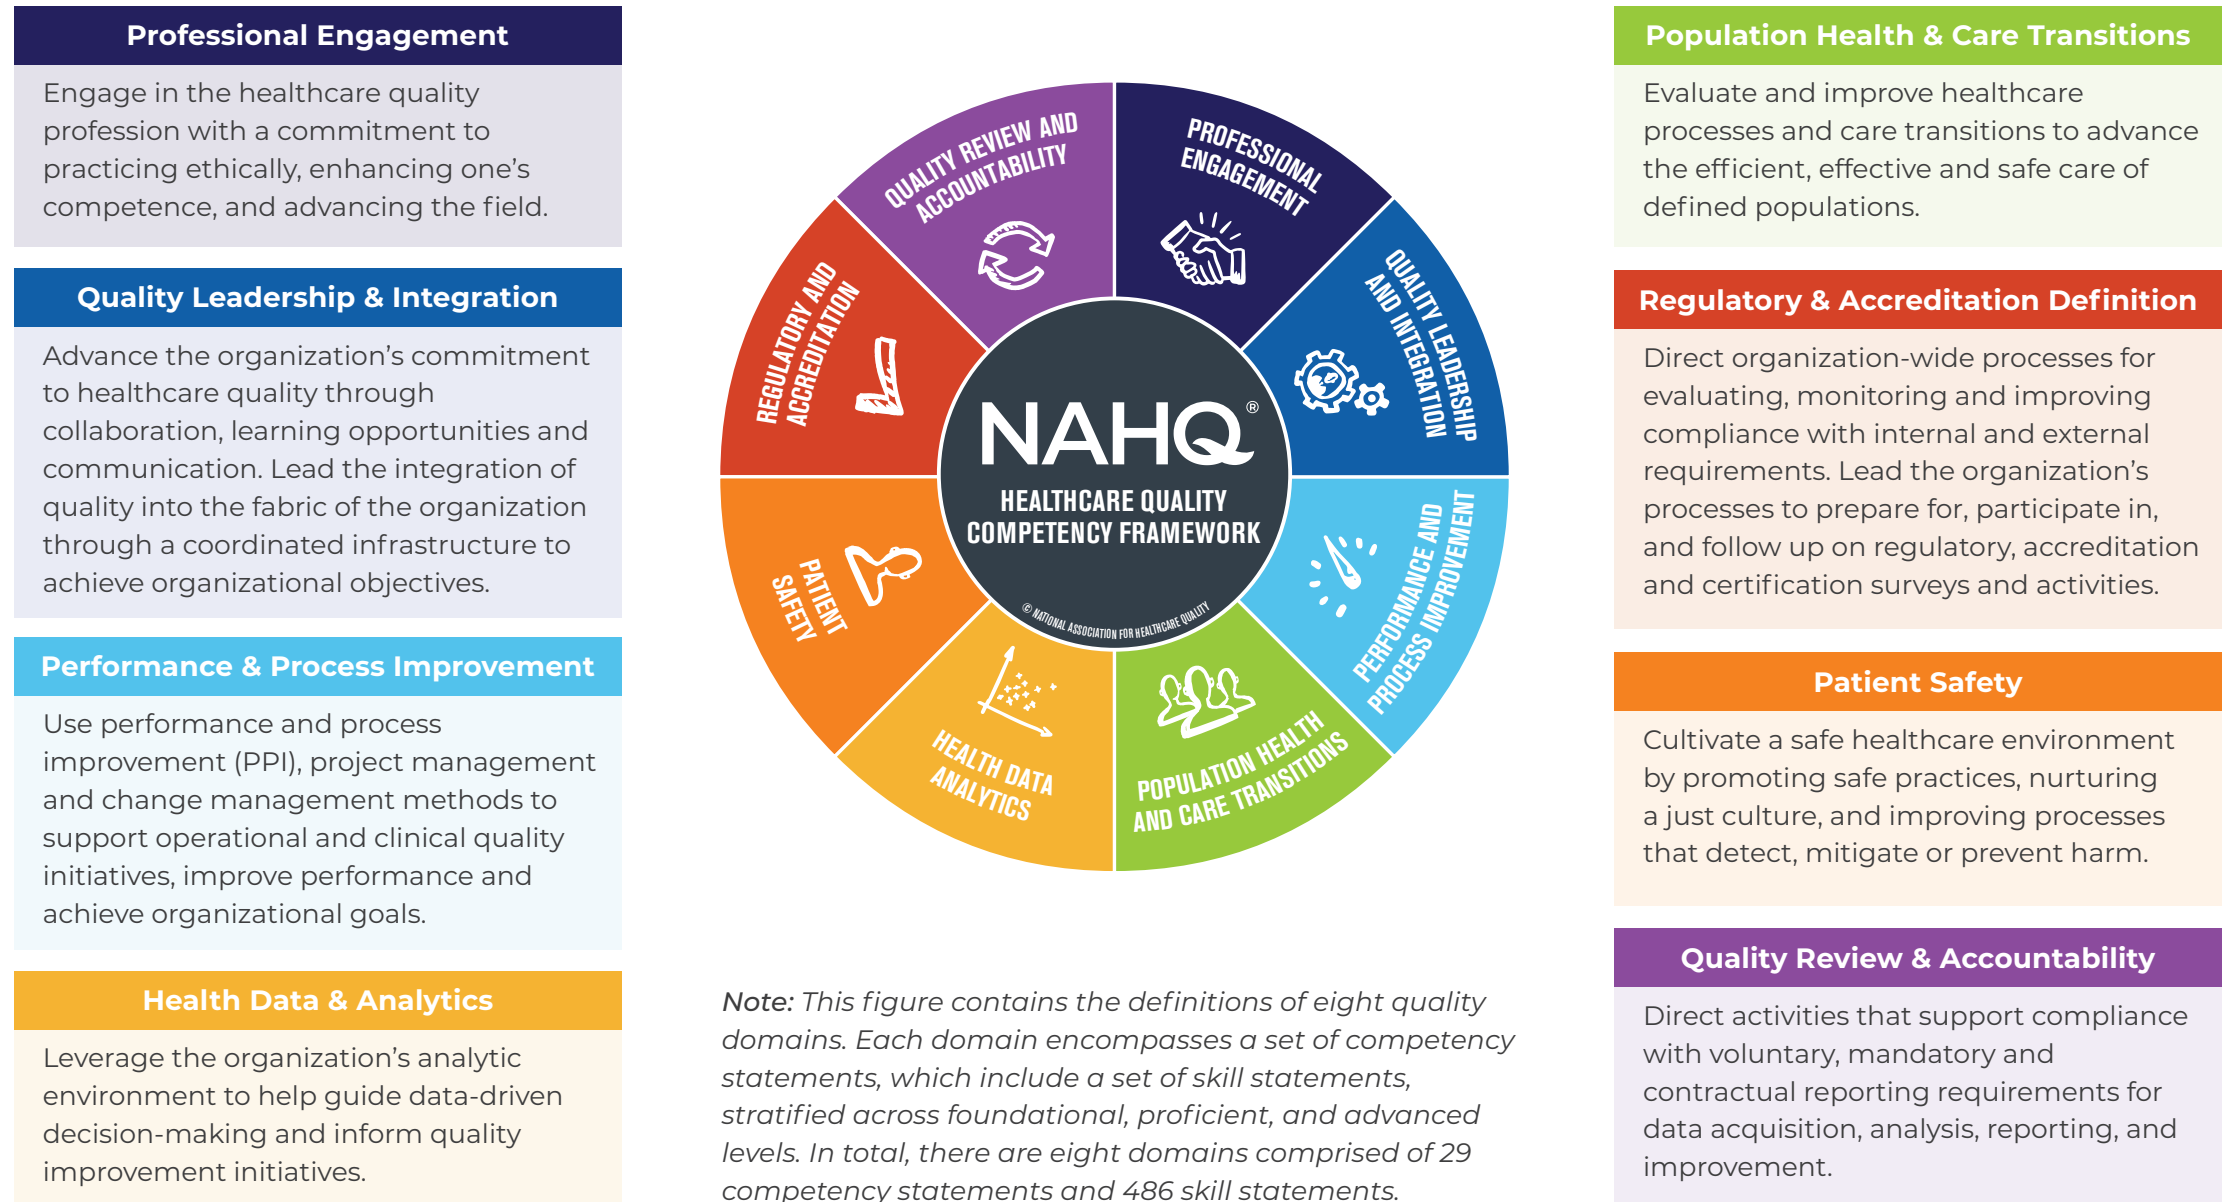 Professional Engagement
Engage in the healthcare quality
profession with a commitment to
practicing ethically, enhancing one’s
competence, and advancing the field.
Quality Leadership & Integration
Advance the organization’s commitment
to healthcare quality through
collaboration, learning opportunities and
communication. Lead the integration of
quality into the fabric of the organization
through a coordinated infrastructure to
achieve organizational objectives.
Performance & Process Improvement
Use performance and process
improvement (PPI), project management
and change management methods to
support operational and clinical quality
initiatives, improve performance and
achieve organizational goals.
Health Data & Analytics
Leverage the organization’s analytic
environment to help guide data-driven
decision-making and inform quality
improvement initiatives.
PROFESSIONAL
ENGAGEMENT
QUALITY LEADERSHIP
AND INTEGRATION
PERFORMANCE AND
PROCESS IMPROVEMENT
POPULATION HEALTH
AND CARE TRANSITIONS
HEALTH DATA
ANALYTICS
PATIENT
SAFETY
REGULATORY AND
ACCREDITATION
QUALITY REVIEW AND
ACCOUNTABILITY
NAHQ®
HEALTHCARE QUALITY
COMPETENCY FRAMEWORK
© NATIONAL ASSOCIATION FOR HEALTHCARE QUALITY
Note: This figure contains the definitions of eight quality
domains. Each domain encompasses a set of competency
statements, which include a set of skill statements,
stratified across foundational, proficient, and advanced
levels. In total, there are eight domains comprised of 29
competency statements and 486 skill statements.
Population Health & Care Transitions
Evaluate and improve healthcare
processes and care transitions to advance
the efficient, effective and safe care of
defined populations.
Regulatory & Accreditation Definition
Direct organization-wide processes for
evaluating, monitoring and improving
compliance with internal and external
requirements. Lead the organization’s
processes to prepare for, participate in,
and follow up on regulatory, accreditation
and certification surveys and activities.
Patient Safety
Cultivate a safe healthcare environment
by promoting safe practices, nurturing
a just culture, and improving processes
that detect, mitigate or prevent harm.
Quality Review & Accountability
Direct activities that support compliance
with voluntary, mandatory and
contractual reporting requirements for
data acquisition, analysis, reporting, and
improvement.